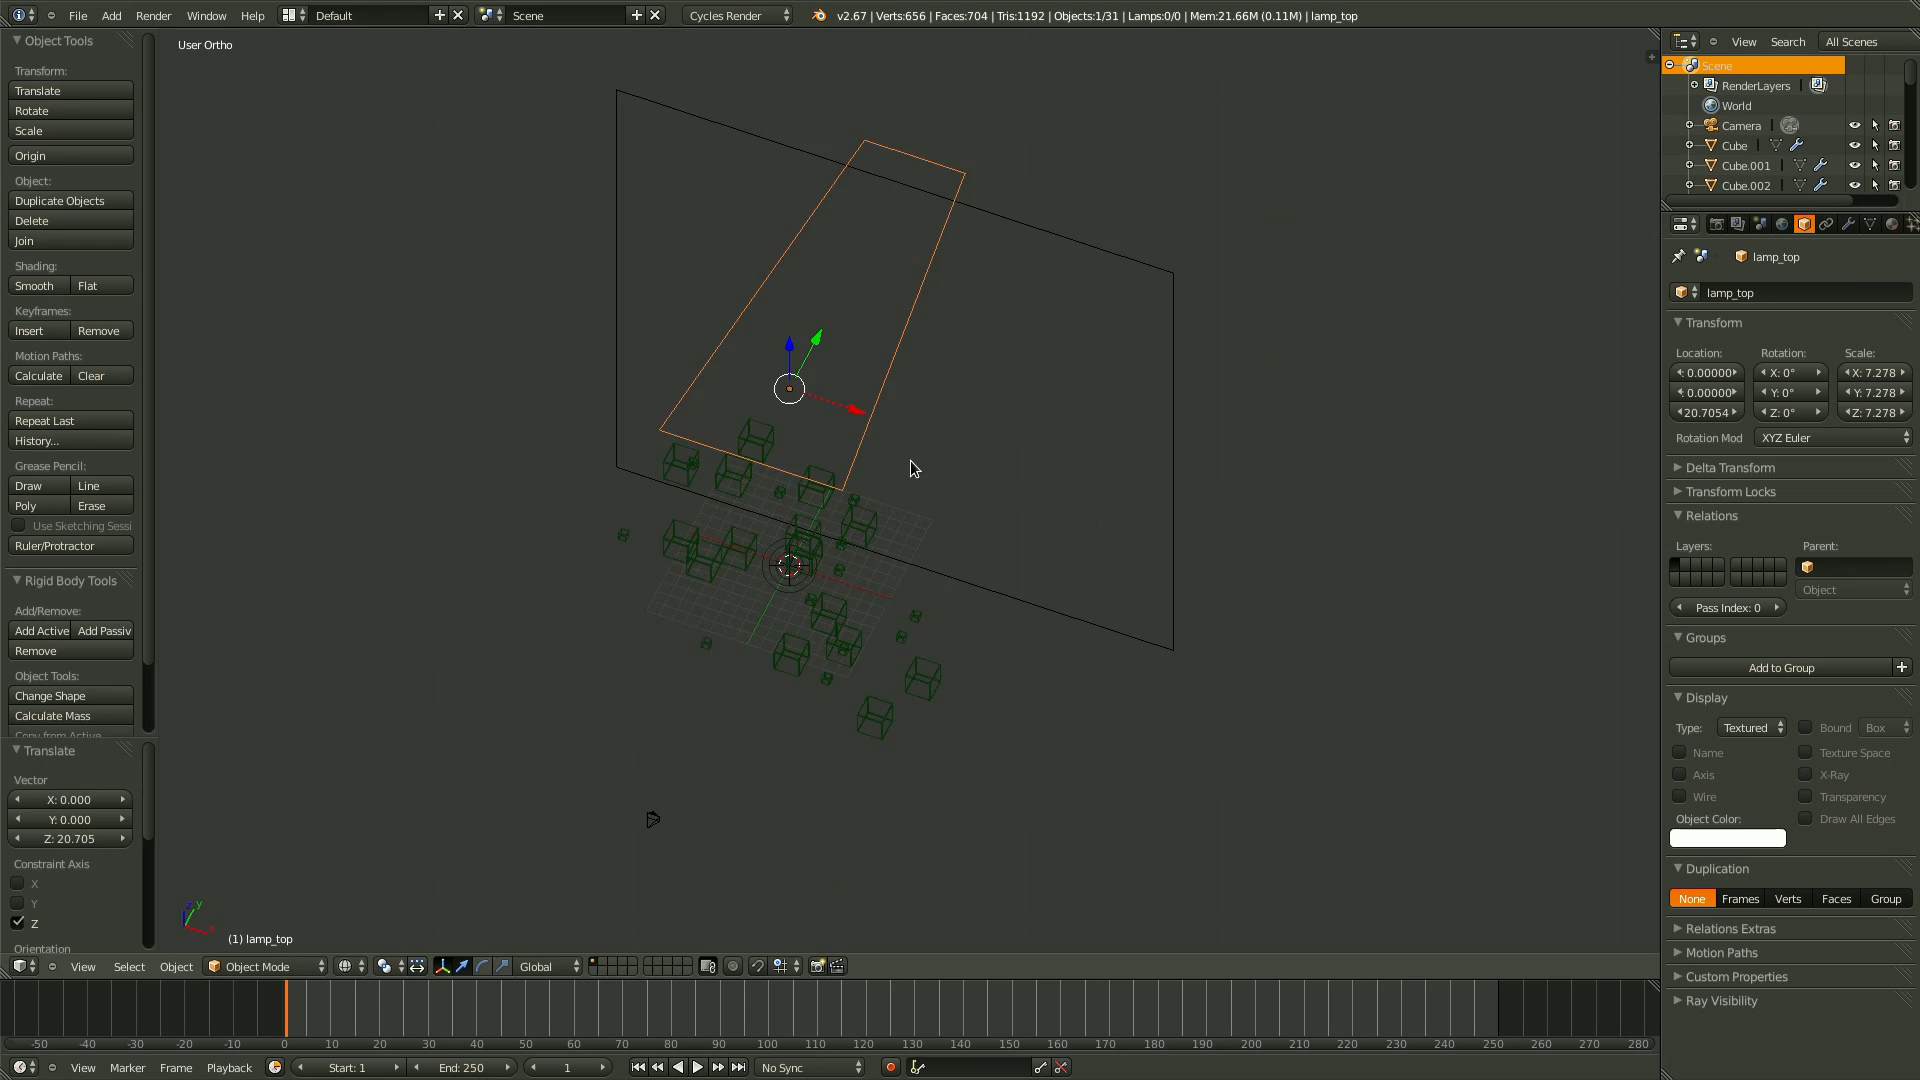 File Add Render Window Help Default Scene Cycles Render v2.67 | Verts:656 | Faces:704 | Tris:1192 | Objects:1/31 | Lamps:0/0 | Mem:21.66M (0.11M) | lamp_top
Object Tools
Transform:
Translate
Rotate
Scale
Origin
Object:
Duplicate Objects
Delete
Join
Shading:
Smooth Flat
Keyframes:
Insert Remove
Motion Paths:
Calculate Clear
Repeat:
Repeat Last
History...
Grease Pencil:
Draw Line
Poly Erase
Use Sketching Sessi
Ruler/Protractor
Rigid Body Tools
Add/Remove:
Add Active Add Passiv
Remove
Object Tools:
Change Shape
Calculate Mass
Copy from Active
Translate
Vector
X: 0.000
Y: 0.000
Z: 20.705
Constraint Axis
X
Y
Z
Orientation
User Ortho
z y
x
(1) lamp_top
View Select Object Object Mode Global
-50 -40 -30 -20 -10 0 10 20 30 40 50 60 70 80 90 100 110 120 130 140 150 160 170 180 190 200 210 220 230 240 250 260 270 280
View Marker Frame Playback Start: 1 End: 250 1 No Sync
View Search All Scenes
Scene
RenderLayers
World
Camera
Cube
Cube.001
Cube.002
lamp_top
lamp_top
Transform
Location: Rotation: Scale:
0.00000 X: 0° X: 7.278
0.00000 Y: 0° Y: 7.278
20.7054 Z: 0° Z: 7.278
Rotation Mod XYZ Euler
Delta Transform
Transform Locks
Relations
Layers: Parent:
Object
Pass Index: 0
Groups
Add to Group
Display
Type: Textured Bound Box
Name Texture Space
Axis X-Ray
Wire Transparency
Object Color: Draw All Edges
Duplication
None Frames Verts Faces Group
Relations Extras
Motion Paths
Custom Properties
Ray Visibility